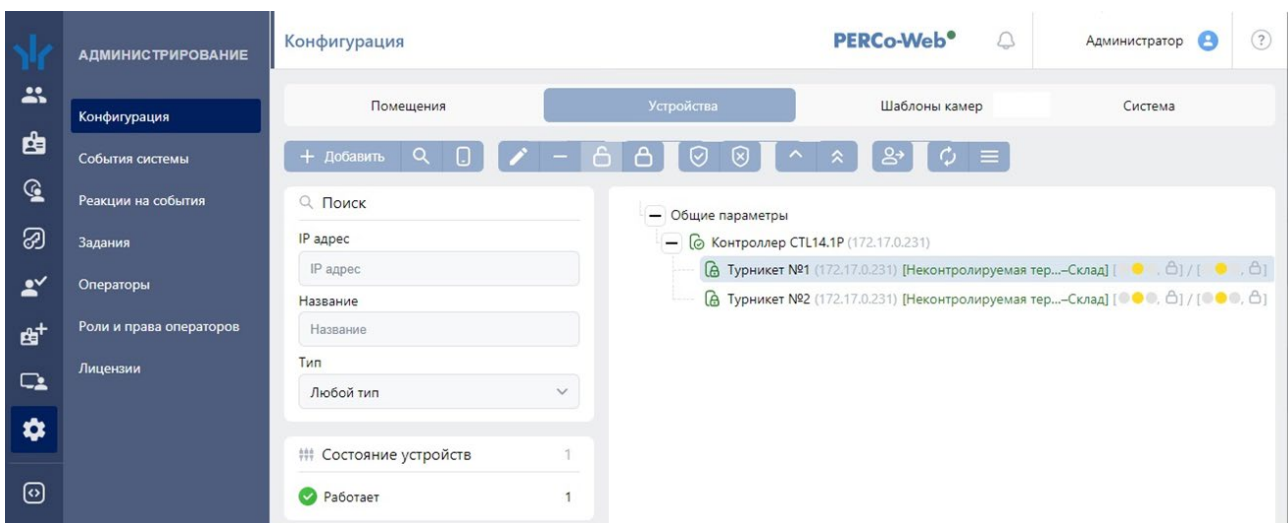 АДМИНИСТРИРОВАНИЕ
Конфигурация
События системы
Реакции на события
Задания
Операторы
Роли и права операторов
Лицензии
Конфигурация
PERCo-Web
Администратор
?
Помещения
Устройства
Шаблоны камер
Система
+ Добавить
Поиск
IP адрес
IP адрес
Название
Название
Тип
Любой тип
Состояние устройств 1
Работает 1
Общие параметры
Контроллер CTL14.1P (172.17.0.231)
Турникет №1 (172.17.0.231) [Неконтролируемая тер...–Склад] [ , ] / [ , ]
Турникет №2 (172.17.0.231) [Неконтролируемая тер...–Склад] [ , ] / [ , ]